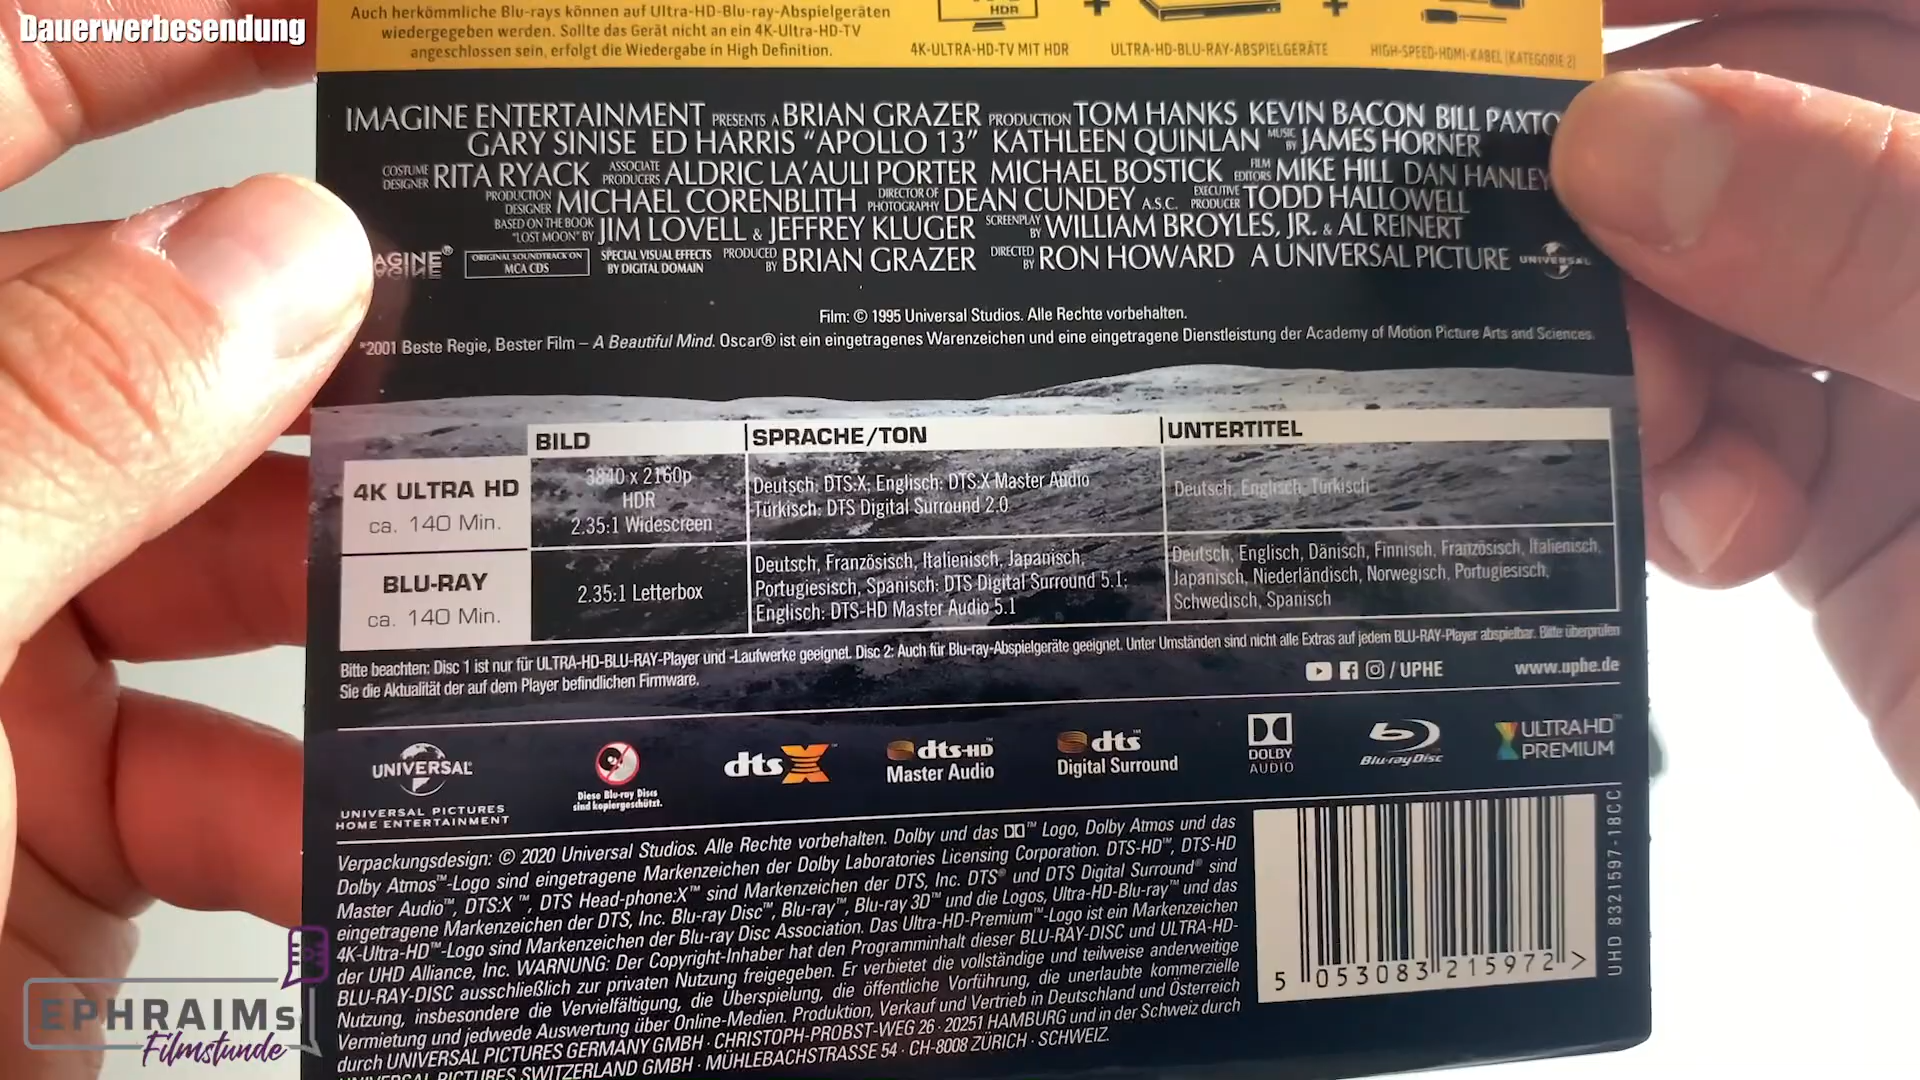 Dauerwerbesendung
Auch herkömmliche Blu-rays können auf Ultra-HD-Blu-ray-Abspielgeräten
wiedergegeben werden. Sollte das Gerät nicht an ein 4K-Ultra-HD-TV
angeschlossen sein, erfolgt die Wiedergabe in High Definition.
HDR
+
+
4K-ULTRA-HD-TV MIT HDR
ULTRA-HD-BLU-RAY-ABSPIELGERÄTE
HIGH-SPEED-HDMI-KABEL (KATEGORIE 2)
IMAGINE ENTERTAINMENT PRESENTS A BRIAN GRAZER PRODUCTION TOM HANKS KEVIN BACON BILL PAXTO
GARY SINISE ED HARRIS "APOLLO 13" KATHLEEN QUINLAN MUSIC BY JAMES HORNER
COSTUME DESIGNER RITA RYACK ASSOCIATE PRODUCERS ALDRIC LA'AULI PORTER MICHAEL BOSTICK FILM EDITORS MIKE HILL DAN HANLEY
PRODUCTION DESIGNER MICHAEL CORENBLITH DIRECTOR OF PHOTOGRAPHY DEAN CUNDEY A.S.C. EXECUTIVE PRODUCER TODD HALLOWELL
BASED ON THE BOOK "LOST MOON" BY JIM LOVELL & JEFFREY KLUGER SCREENPLAY BY WILLIAM BROYLES, JR. & AL REINERT
AGINE® ORIGINAL SOUNDTRACK ON MCA CDS SPECIAL VISUAL EFFECTS BY DIGITAL DOMAIN PRODUCED BY BRIAN GRAZER DIRECTED BY RON HOWARD A UNIVERSAL PICTURE UNIVERSAL
Film: © 1995 Universal Studios. Alle Rechte vorbehalten.
*2001 Beste Regie, Bester Film – A Beautiful Mind. Oscar® ist ein eingetragenes Warenzeichen und eine eingetragene Dienstleistung der Academy of Motion Picture Arts and Sciences.
BILD
SPRACHE/TON
UNTERTITEL
4K ULTRA HD
ca. 140 Min.
3840 x 2160p
HDR
2.35:1 Widescreen
Deutsch: DTS:X; Englisch: DTS:X Master Audio
Türkisch: DTS Digital Surround 2.0
Deutsch, Englisch, Türkisch
BLU-RAY
ca. 140 Min.
2.35:1 Letterbox
Deutsch, Französisch, Italienisch, Japanisch,
Portugiesisch, Spanisch: DTS Digital Surround 5.1;
Englisch: DTS-HD Master Audio 5.1
Deutsch, Englisch, Dänisch, Finnisch, Französisch, Italienisch,
Japanisch, Niederländisch, Norwegisch, Portugiesisch,
Schwedisch, Spanisch
Bitte beachten: Disc 1 ist nur für ULTRA-HD-BLU-RAY-Player und -Laufwerke geeignet. Disc 2: Auch für Blu-ray-Abspielgeräte geeignet. Unter Umständen sind nicht alle Extras auf jedem BLU-RAY-Player abspielbar. Bitte überprüfen
Sie die Aktualität der auf dem Player befindlichen Firmware.
/ UPHE
www.uphe.de
UNIVERSAL
UNIVERSAL PICTURES
HOME ENTERTAINMENT
Diese Blu-ray Discs
sind kopiergeschützt.
dts X™
dts-HD™
Master Audio
dts™
Digital Surround
DOLBY
AUDIO
Blu-ray Disc
ULTRA HD™
PREMIUM
Verpackungsdesign: © 2020 Universal Studios. Alle Rechte vorbehalten. Dolby und das ™ Logo, Dolby Atmos und das
Dolby Atmos™-Logo sind eingetragene Markenzeichen der Dolby Laboratories Licensing Corporation. DTS-HD™, DTS-HD
Master Audio™, DTS:X ™, DTS Head-phone:X™ sind Markenzeichen der DTS, Inc. DTS® und DTS Digital Surround® sind
eingetragene Markenzeichen der DTS, Inc. Blu-ray Disc™, Blu-ray™, Blu-ray 3D™ und die Logos, Ultra-HD-Blu-ray™ und das
4K-Ultra-HD™-Logo sind Markenzeichen der Blu-ray Disc Association. Das Ultra-HD-Premium™-Logo ist ein Markenzeichen
der UHD Alliance, Inc. WARNUNG: Der Copyright-Inhaber hat den Programminhalt dieser BLU-RAY-DISC und ULTRA-HD-
BLU-RAY-DISC ausschließlich zur privaten Nutzung freigegeben. Er verbietet die vollständige und teilweise anderweitige
Nutzung, insbesondere die Vervielfältigung, die Überspielung, die öffentliche Vorführung, die unerlaubte kommerzielle
Vermietung und jedwede Auswertung über Online-Medien. Produktion, Verkauf und Vertrieb in Deutschland und Österreich
durch UNIVERSAL PICTURES GERMANY GMBH · CHRISTOPH-PROBST-WEG 26 · 20251 HAMBURG und in der Schweiz durch
UNIVERSAL PICTURES SWITZERLAND GMBH · MÜHLEBACHSTRASSE 54 · CH-8008 ZÜRICH · SCHWEIZ.
5 053083 215972 >
UHD 8321597-18CC
EPHRAIMs
Filmstunde